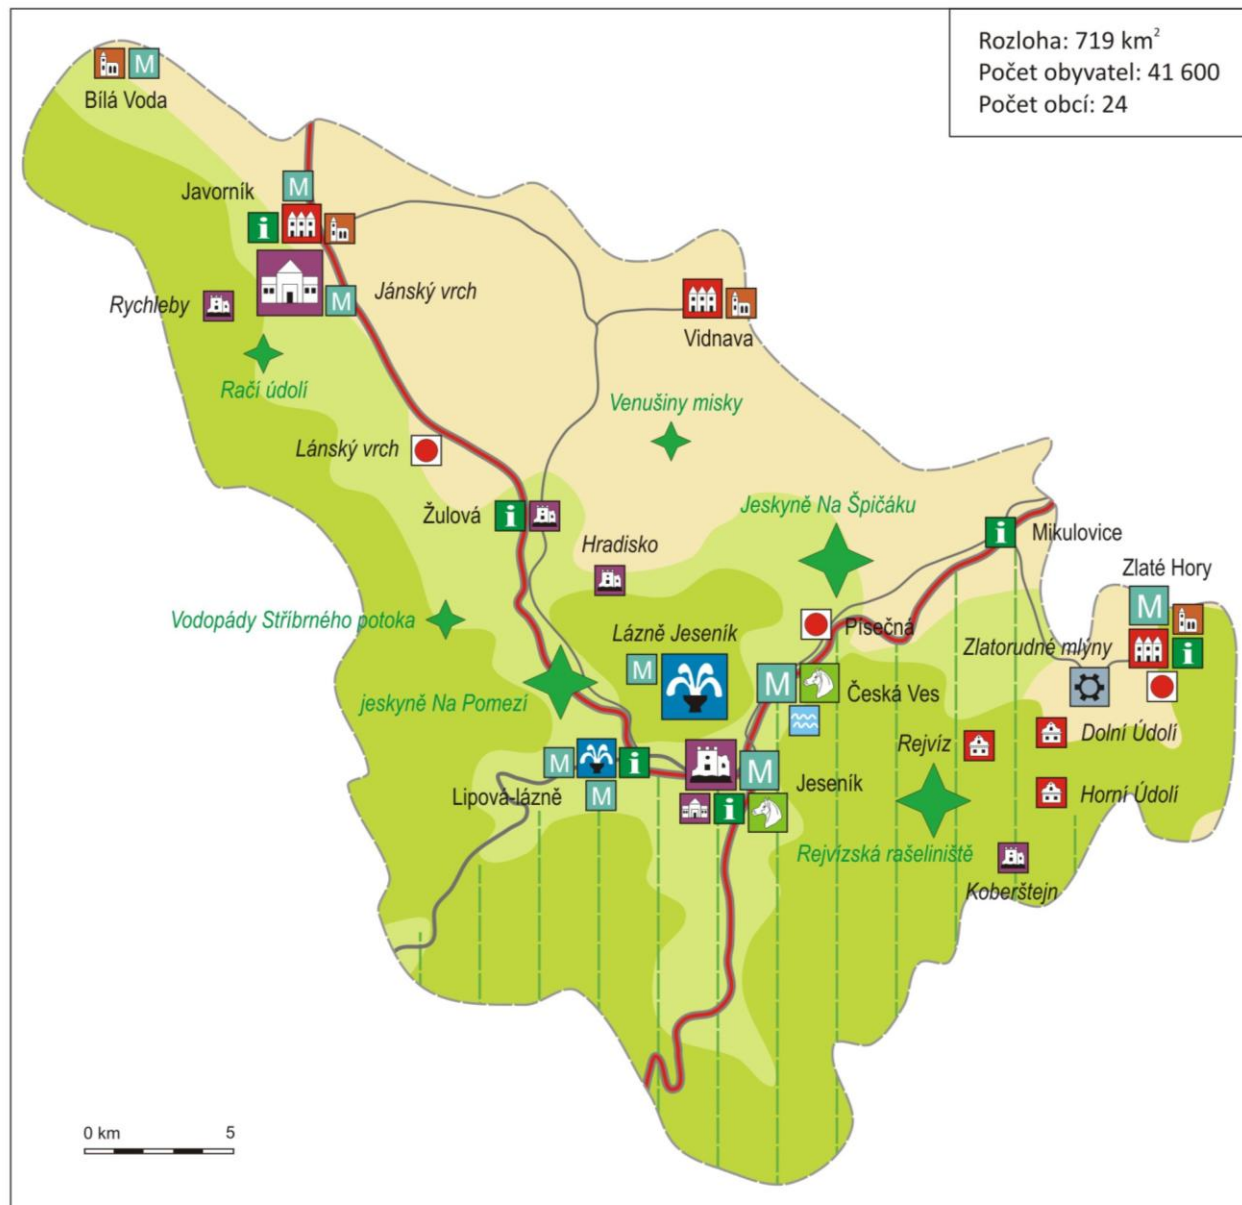 Rozloha: 719 km²
Počet obyvatel: 41 600
Počet obcí: 24
M
Bílá Voda
M
Javorník
i
Jánský vrch
M
Rychleby
Vidnava
Račí údolí
Venušiny misky
Lánský vrch
Jeskyně Na Špičáku
Žulová
i
i
Mikulovice
Hradisko
Zlaté Hory
M
Vodopády Stříbrného potoka
Písečná
Lázně Jeseník
Zlatorudné mlýny
i
M
M
Česká Ves
jeskyně Na Pomezí
Rejvíz
Dolní Údolí
M
i
M
Jeseník
Lipová-lázně
M
i
Horní Údolí
Rejvízská rašeliniště
Koberštejn
0 km 5